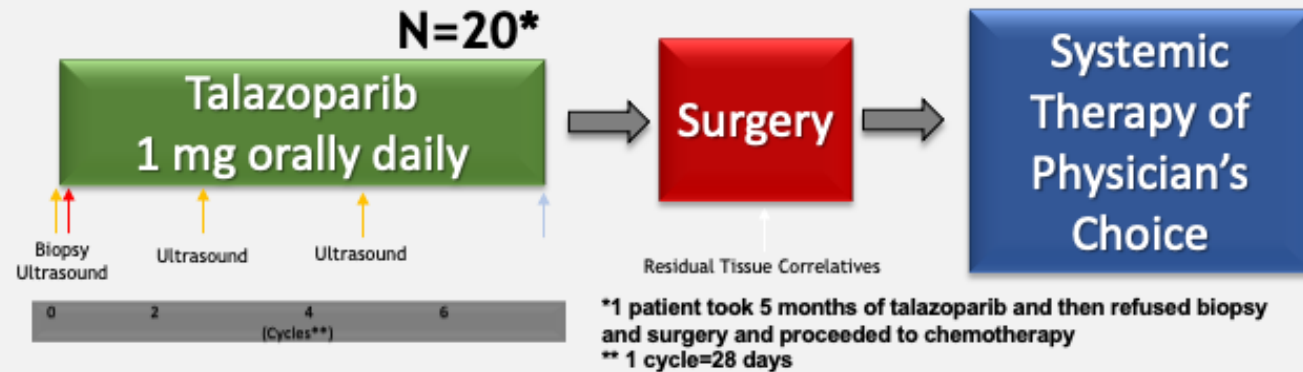 N=20*
Talazoparib
1 mg orally daily
Surgery
Systemic
Therapy of
Physician's
Choice
Biopsy
Ultrasound
Ultrasound
Ultrasound
Residual Tissue Correlatives
0 2 4 6
(Cycles**)
*1 patient took 5 months of talazoparib and then refused biopsy
and surgery and proceeded to chemotherapy
** 1 cycle=28 days